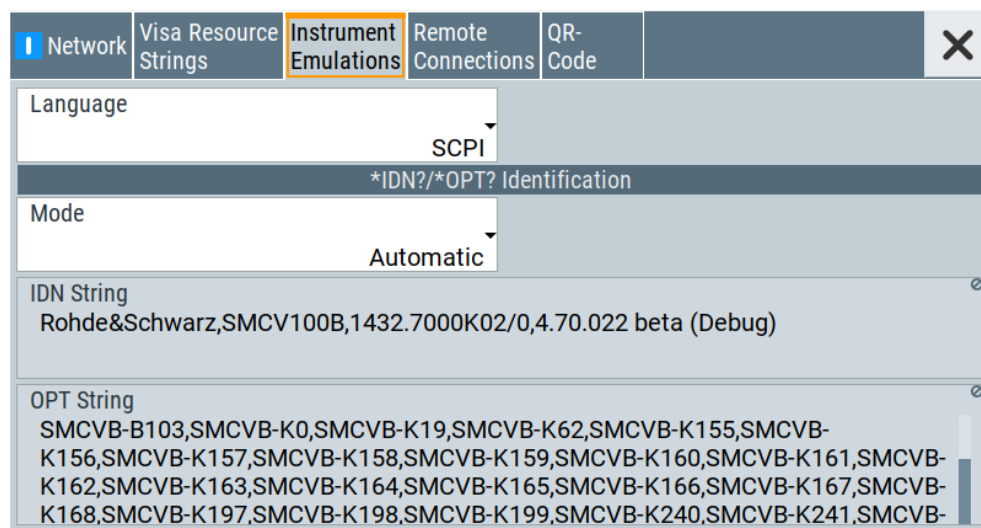 Network
Visa Resource
Strings
Instrument
Emulations
Remote
Connections
QR-
Code
Language
SCPI
*IDN?/*OPT? Identification
Mode
Automatic
IDN String
Rohde&Schwarz,SMCV100B,1432.7000K02/0,4.70.022 beta (Debug)
OPT String
SMCVB-B103,SMCVB-K0,SMCVB-K19,SMCVB-K62,SMCVB-K155,SMCVB-
K156,SMCVB-K157,SMCVB-K158,SMCVB-K159,SMCVB-K160,SMCVB-K161,SMCVB-
K162,SMCVB-K163,SMCVB-K164,SMCVB-K165,SMCVB-K166,SMCVB-K167,SMCVB-
K168,SMCVB-K197,SMCVB-K198,SMCVB-K199,SMCVB-K240,SMCVB-K241,SMCVB-